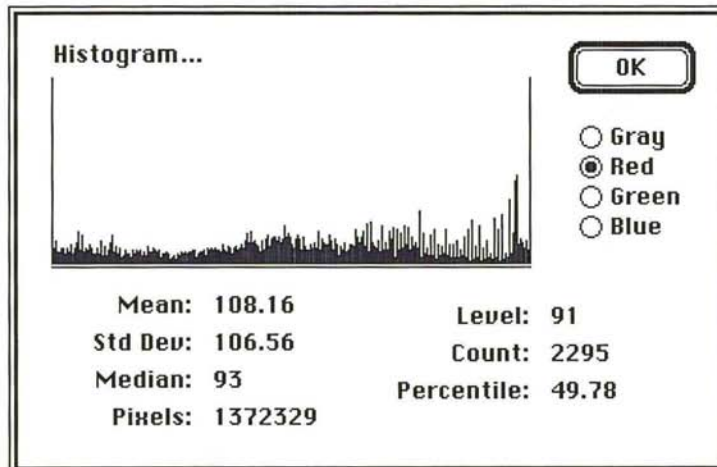 Histogram...
OK
Gray
Red
Green
Blue
Mean: 108.16
Std Dev: 106.56
Median: 93
Pixels: 1372329
Level: 91
Count: 2295
Percentile: 49.78